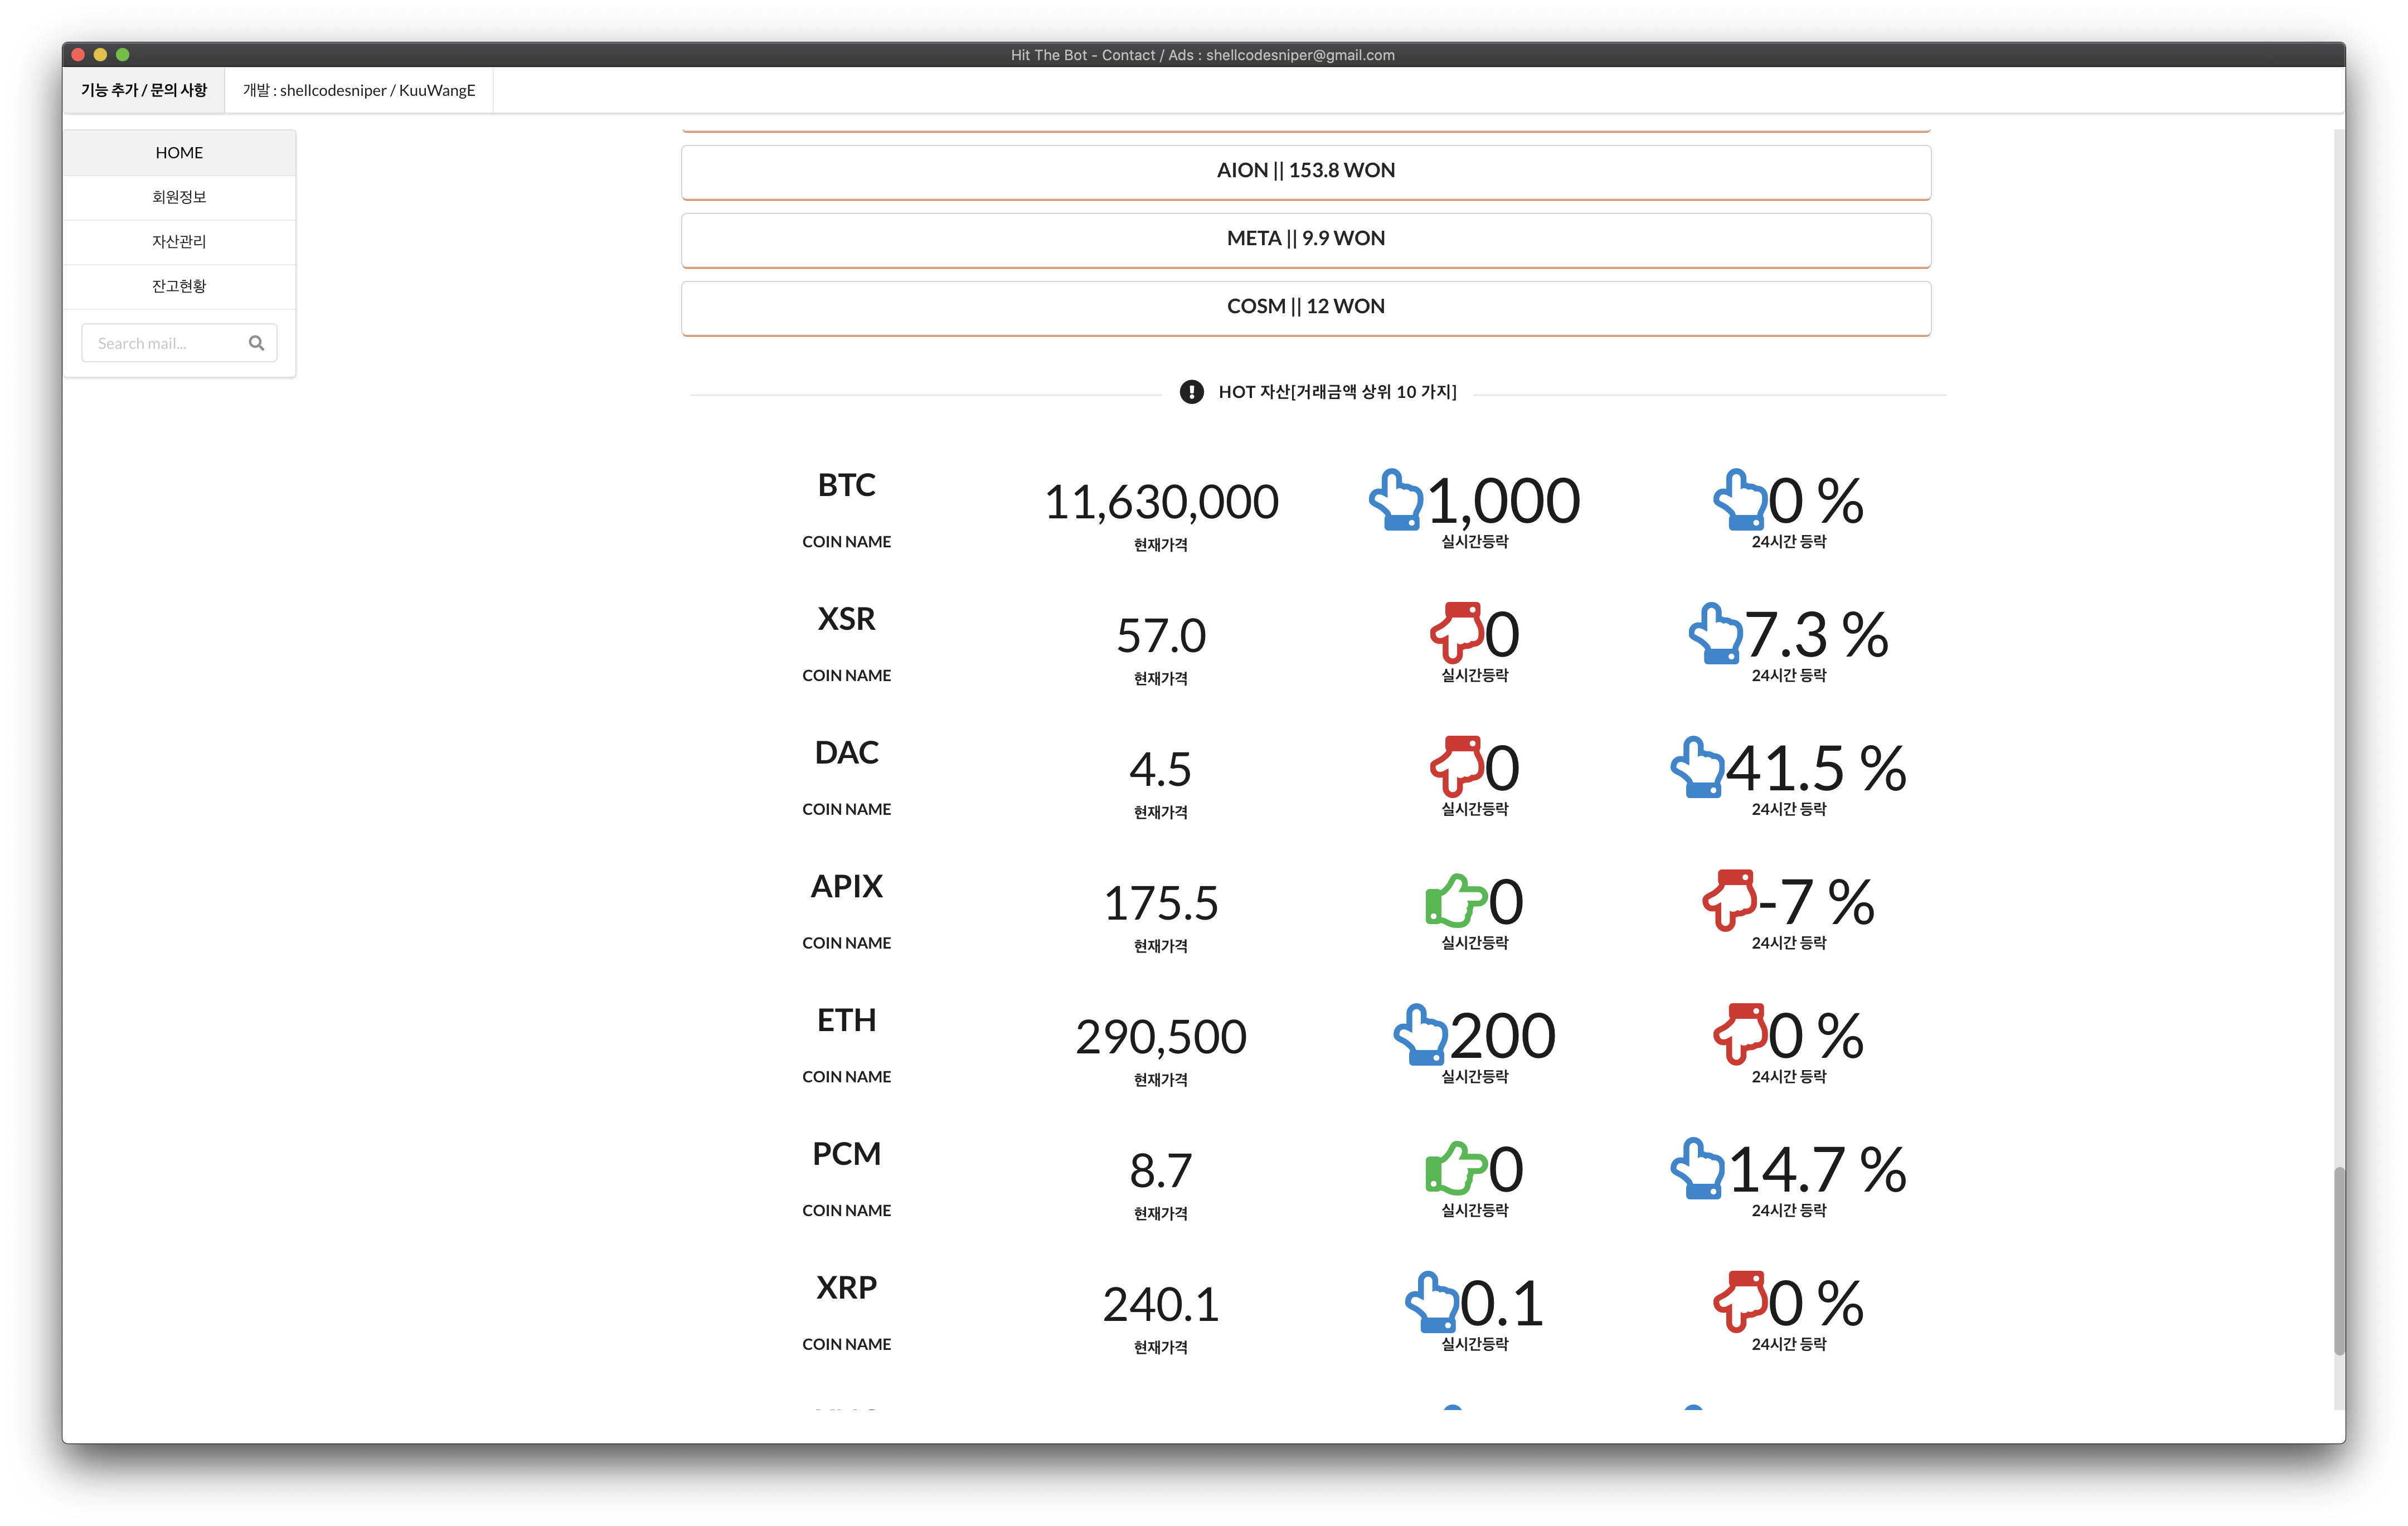 Hit The Bot - Contact / Ads : shellcodesniper@gmail.com
기능 추가 / 문의 사항
개발 : shellcodesniper / KuuWangE
HOME
회원정보
자산관리
잔고현황
Search mail...
AION || 153.8 WON
META || 9.9 WON
COSM || 12 WON
HOT 자산[거래금액 상위 10 가지]
BTC 11,630,000 1,000 0 %
COIN NAME 현재가격 실시간등락 24시간 등락
XSR 57.0 0 7.3 %
COIN NAME 현재가격 실시간등락 24시간 등락
DAC 4.5 0 41.5 %
COIN NAME 현재가격 실시간등락 24시간 등락
APIX 175.5 0 -7 %
COIN NAME 현재가격 실시간등락 24시간 등락
ETH 290,500 200 0 %
COIN NAME 현재가격 실시간등락 24시간 등락
PCM 8.7 0 14.7 %
COIN NAME 현재가격 실시간등락 24시간 등락
XRP 240.1 0.1 0 %
COIN NAME 현재가격 실시간등락 24시간 등락